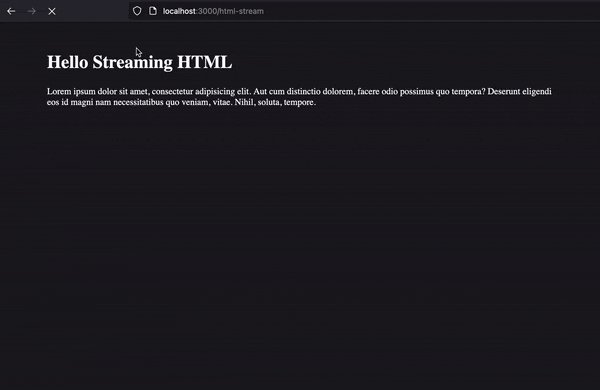 localhost:3000/html-stream
Hello Streaming HTML
Lorem ipsum dolor sit amet, consectetur adipisicing elit. Aut cum distinctio dolorem, facere odio possimus quo tempora? Deserunt eligendi
eos id magni nam necessitatibus quo veniam, vitae. Nihil, soluta, tempore.